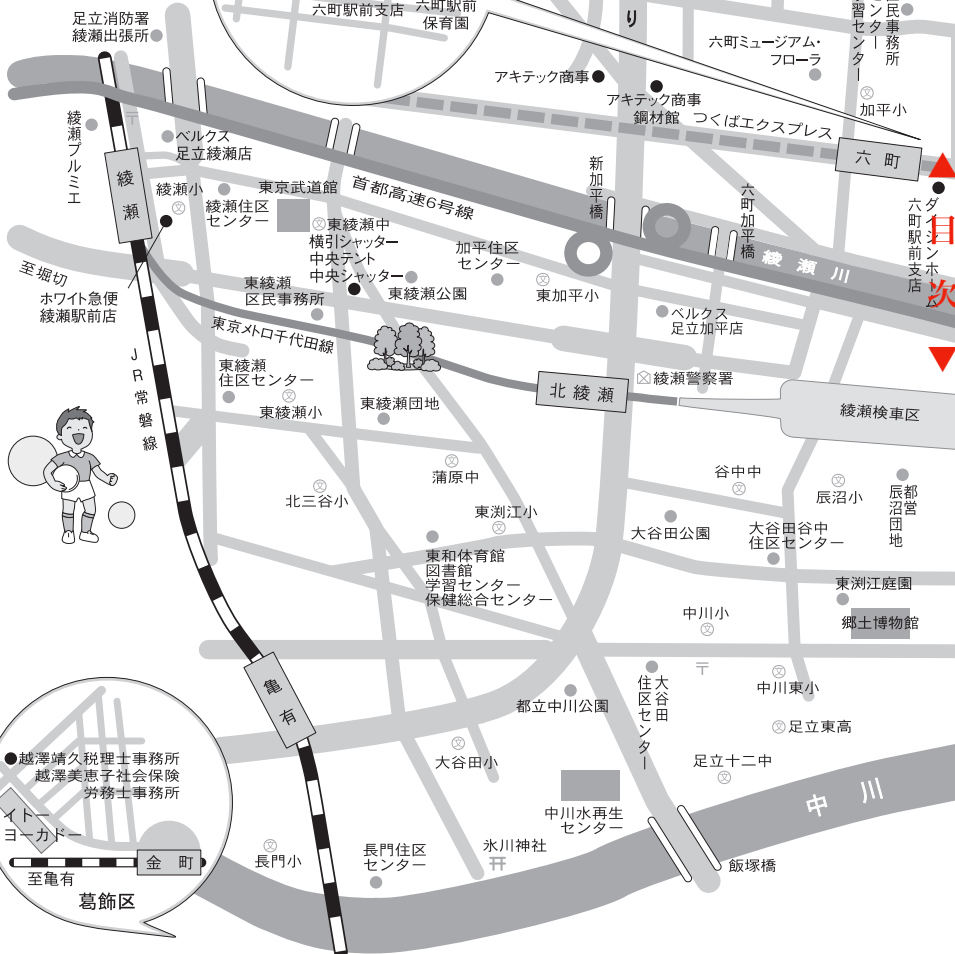 六町駅前支店
六町駅前
保育園
り
足立消防署
綾瀬出張所
六町ミュージアム・
フローラ
習センター
ンター
民事務所
アキテック商事
アキテック商事
鋼材館
つくばエクスプレス
加平小
六町
綾瀬プルミエ
ベルクス
足立綾瀬店
綾瀬
綾瀬小
綾瀬住区
センター
東京武道館
首都高速6号線
新加平橋
六町加平橋
ダイシンホーム
六町駅前支店
目
次
東綾瀬中
横引シャッター
中央テント
中央シャッター
加平住区
センター
綾瀬川
至堀切
ホワイト急便
綾瀬駅前店
東綾瀬
区民事務所
東綾瀬公園
東加平小
ベルクス
足立加平店
東京メトロ千代田線
JR常磐線
東綾瀬
住区センター
東綾瀬小
東綾瀬団地
北綾瀬
綾瀬警察署
綾瀬検車区
蒲原中
谷中中
北三谷小
東渕江小
辰沼小
都営
辰沼団地
大谷田公園
大谷田谷中
住区センター
東和体育館
図書館
学習センター
保健総合センター
東渕江庭園
郷土博物館
中川小
亀有
都立中川公園
大谷田
住区センター
中川東小
足立東高
大谷田小
足立十二中
中川
中川水再生
センター
越澤靖久税理士事務所
越澤美恵子社会保険
労務士事務所
イトー
ヨーカドー
金町
至亀有
葛飾区
長門小
長門住区
センター
氷川神社
飯塚橋